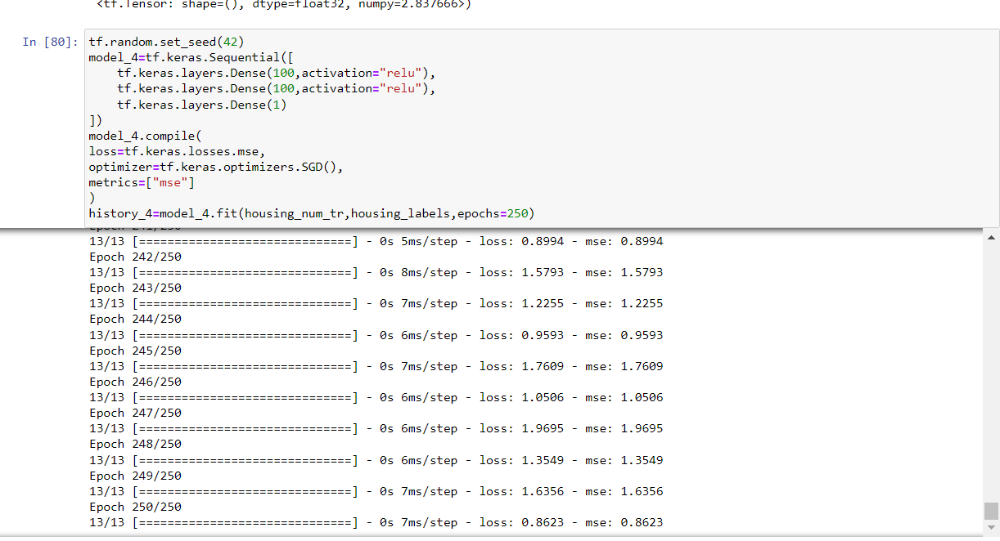 <tf.Tensor: shape=(), dtype=float32, numpy=2.837666>)
In [80]: tf.random.set_seed(42)
model_4=tf.keras.Sequential([
    tf.keras.layers.Dense(100,activation="relu"),
    tf.keras.layers.Dense(100,activation="relu"),
    tf.keras.layers.Dense(1)
])
model_4.compile(
loss=tf.keras.losses.mse,
optimizer=tf.keras.optimizers.SGD(),
metrics=["mse"]
)
history_4=model_4.fit(housing_num_tr,housing_labels,epochs=250)
Epoch 241/250
13/13 [==============================] - 0s 5ms/step - loss: 0.8994 - mse: 0.8994
Epoch 242/250
13/13 [==============================] - 0s 8ms/step - loss: 1.5793 - mse: 1.5793
Epoch 243/250
13/13 [==============================] - 0s 7ms/step - loss: 1.2255 - mse: 1.2255
Epoch 244/250
13/13 [==============================] - 0s 6ms/step - loss: 0.9593 - mse: 0.9593
Epoch 245/250
13/13 [==============================] - 0s 7ms/step - loss: 1.7609 - mse: 1.7609
Epoch 246/250
13/13 [==============================] - 0s 6ms/step - loss: 1.0506 - mse: 1.0506
Epoch 247/250
13/13 [==============================] - 0s 6ms/step - loss: 1.9695 - mse: 1.9695
Epoch 248/250
13/13 [==============================] - 0s 6ms/step - loss: 1.3549 - mse: 1.3549
Epoch 249/250
13/13 [==============================] - 0s 7ms/step - loss: 1.6356 - mse: 1.6356
Epoch 250/250
13/13 [==============================] - 0s 7ms/step - loss: 0.8623 - mse: 0.8623